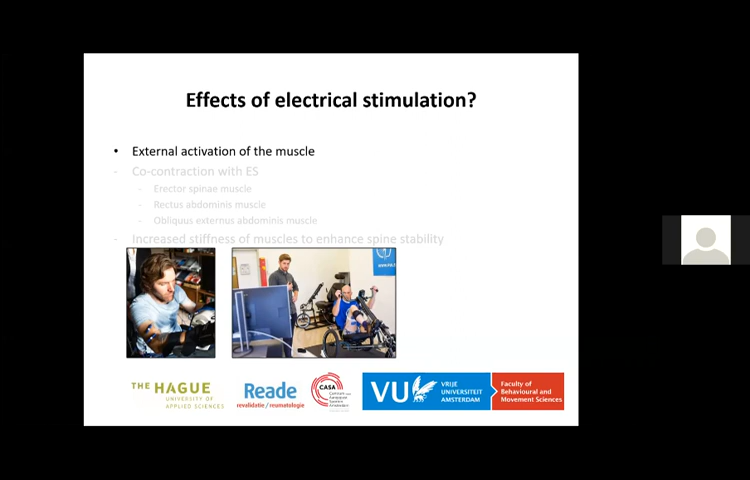 Effects of electrical stimulation?
• External activation of the muscle
- Co-contraction with ES
- Erector spinae muscle
- Rectus abdominis muscle
- Obliquus externus abdominis muscle
- Increased stiffness of muscles to enhance spine stability
THE HAGUE
UNIVERSITY OF
APPLIED SCIENCES
Reade
revalidatie / reumatologie
CASA
VU
VRIJE
UNIVERSITEIT
AMSTERDAM
Faculty of
Behavioural and
Movement Sciences